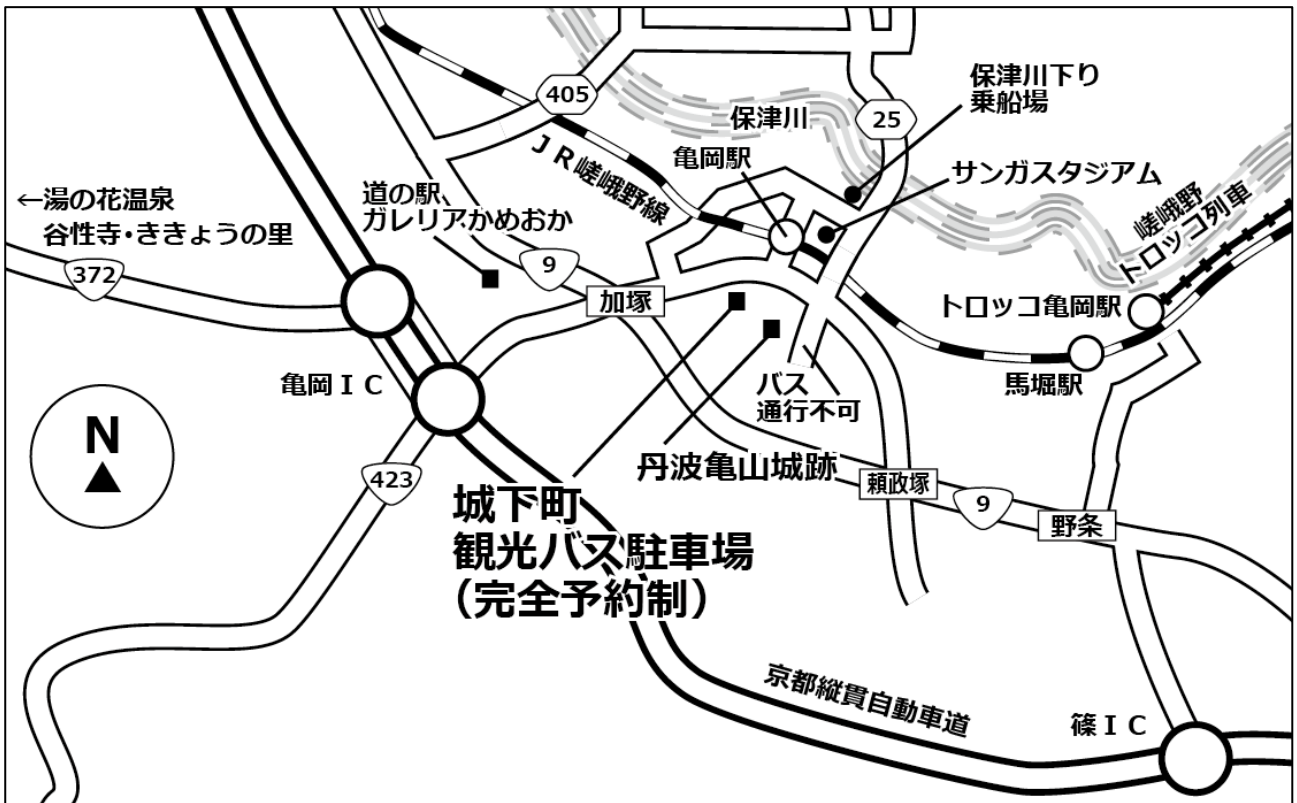 保津川下り
乗船場
405
保津川
25
亀岡駅
JR嵯峨野線
サンガスタジアム
←湯の花温泉
谷性寺・ききょうの里
道の駅、
ガレリアかめおか
嵯峨野
トロッコ列車
372
9
加塚
トロッコ亀岡駅
馬堀駅
亀岡IC
バス
通行不可
N
423
丹波亀山城跡
頼政塚
9
野条
城下町
観光バス駐車場
(完全予約制)
京都縦貫自動車道
篠IC